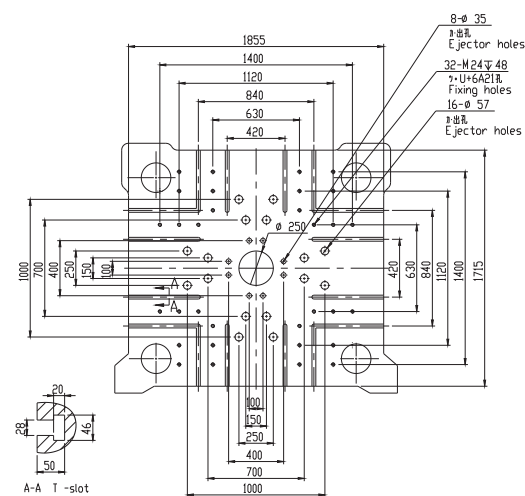 8-ø 35
Ejector holes
1855
1400
32-M24↧48
Fixing holes
1120
16-ø 57
840
Ejector holes
630
420
ø 250
1000
700
400
250
150
100
420
630
840
1120
1400
1715
A
A
100
150
250
400
700
1000
20
28
46
50
A-A T -slot